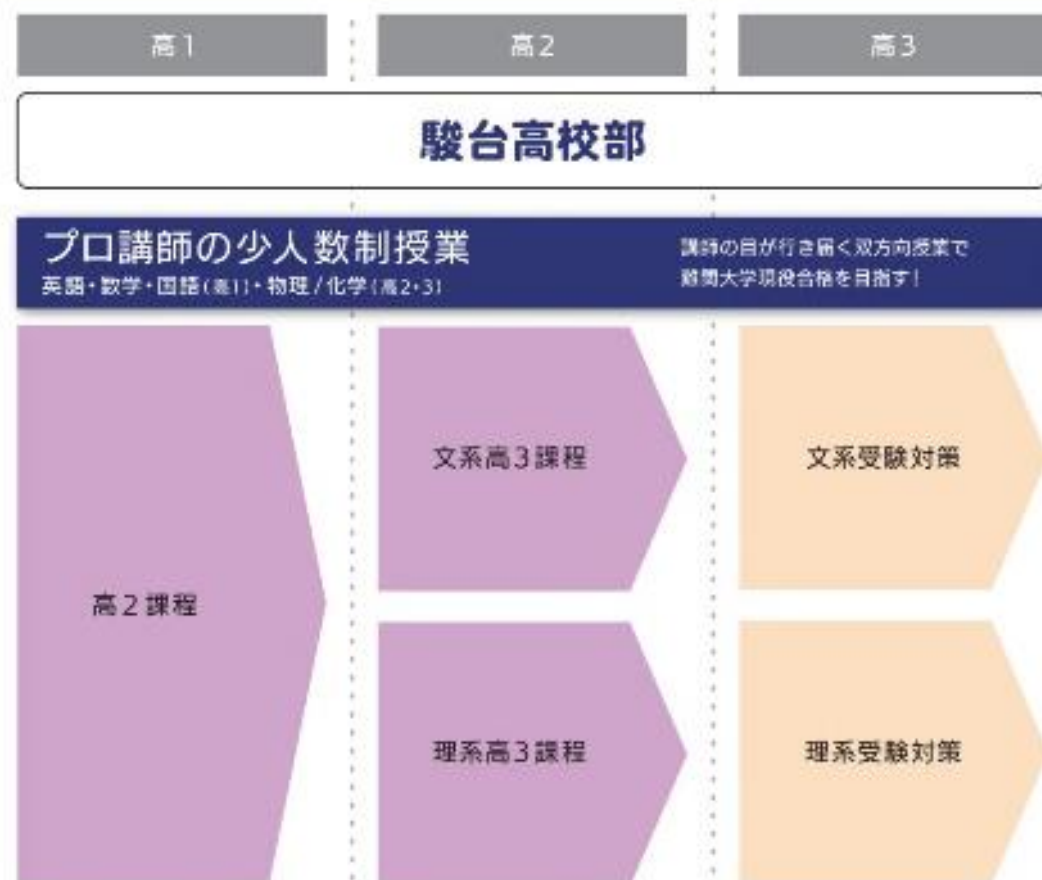 高1
高2
高3
駿台高校部
プロ講師の少人数制授業
英語・数学・国語(高1)・物理/化学(高2・3)
講師の目が行き届く双方向授業で
難関大学現役合格を目指す!
高2課程
文系高3課程
理系高3課程
文系受験対策
理系受験対策